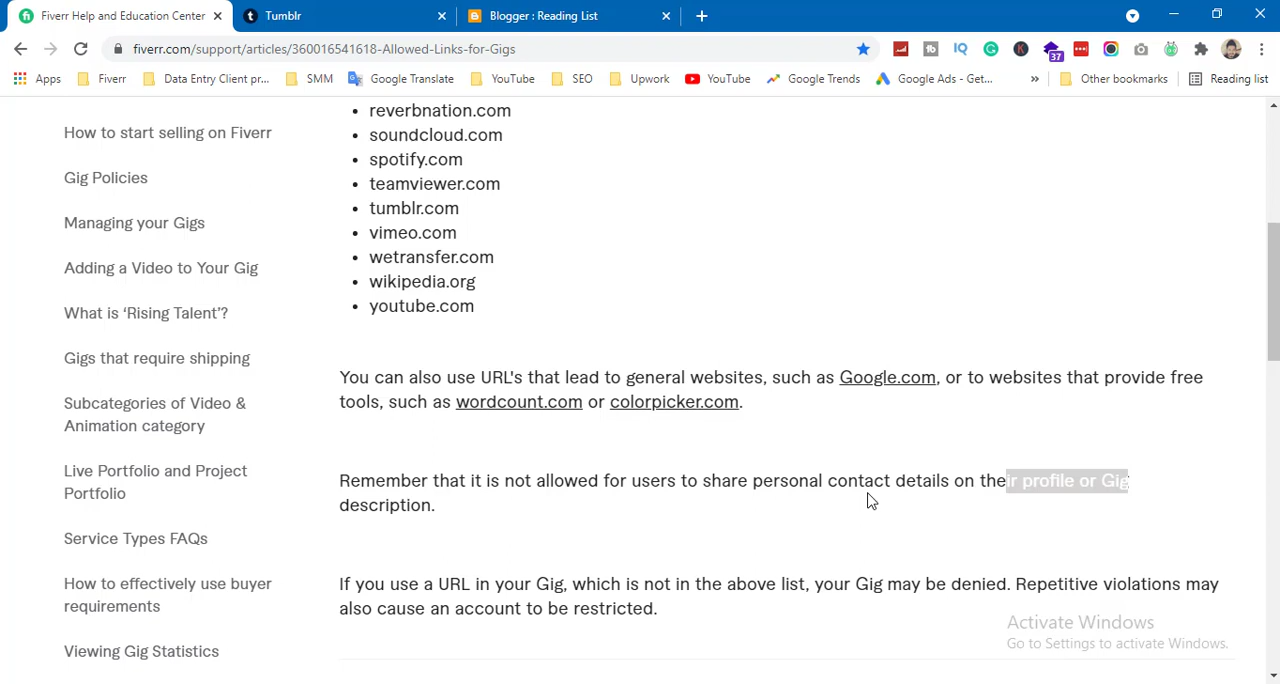 Fiverr Help and Education Center
Tumblr
Blogger : Reading List
fiverr.com/support/articles/360016541618-Allowed-Links-for-Gigs
37
Apps
Fiverr
Data Entry Client pr...
SMM
Google Translate
YouTube
SEO
Upwork
YouTube
Google Trends
Google Ads - Get...
»
Other bookmarks
Reading list
How to start selling on Fiverr
Gig Policies
Managing your Gigs
Adding a Video to Your Gig
What is ‘Rising Talent’?
Gigs that require shipping
Subcategories of Video &
Animation category
Live Portfolio and Project
Portfolio
Service Types FAQs
How to effectively use buyer
requirements
Viewing Gig Statistics
• reverbnation.com
• soundcloud.com
• spotify.com
• teamviewer.com
• tumblr.com
• vimeo.com
• wetransfer.com
• wikipedia.org
• youtube.com
You can also use URL's that lead to general websites, such as Google.com, or to websites that provide free
tools, such as wordcount.com or colorpicker.com.
Remember that it is not allowed for users to share personal contact details on their profile or Gig
description.
If you use a URL in your Gig, which is not in the above list, your Gig may be denied. Repetitive violations may
also cause an account to be restricted.
Activate Windows
Go to Settings to activate Windows.